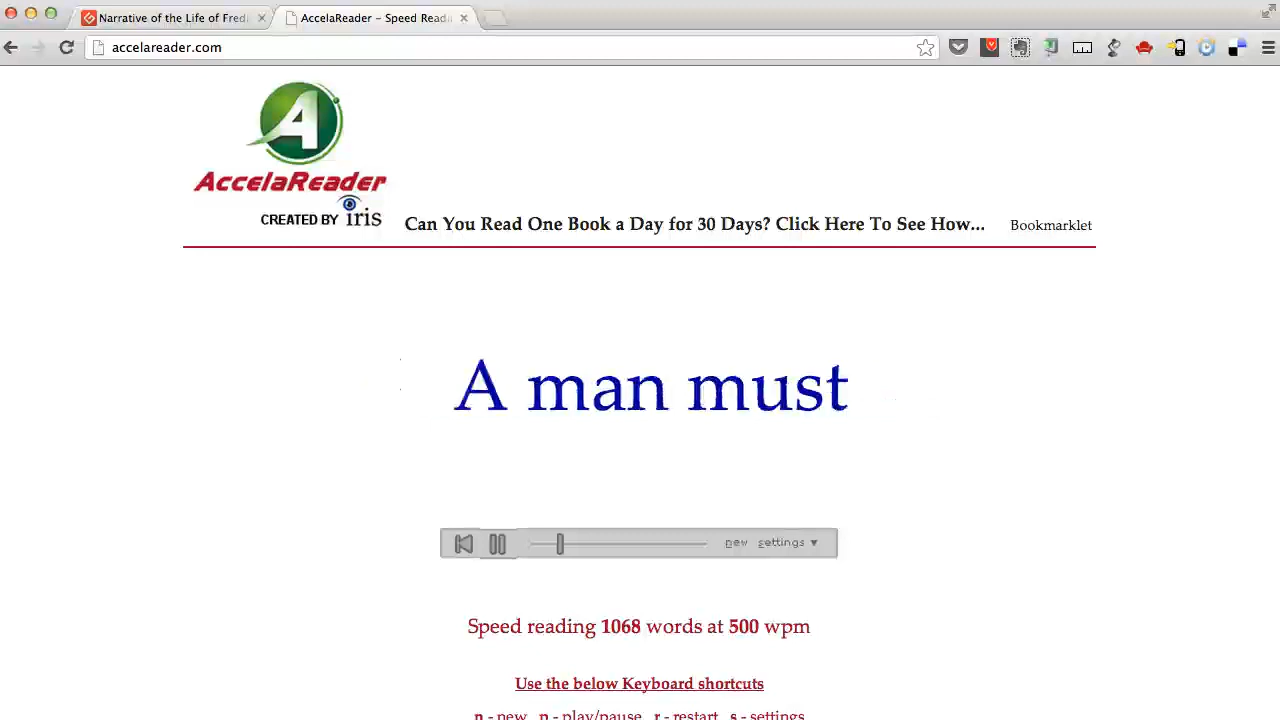 Narrative of the Life of Fred
AccelaReader – Speed Readi
accelareader.com
A
AccelaReader
CREATED BY iris
Can You Read One Book a Day for 30 Days? Click Here To See How... Bookmarklet
A man must
new settings ▼
Speed reading 1068 words at 500 wpm
Use the below Keyboard shortcuts
n - new p - play/pause r - restart s - settings